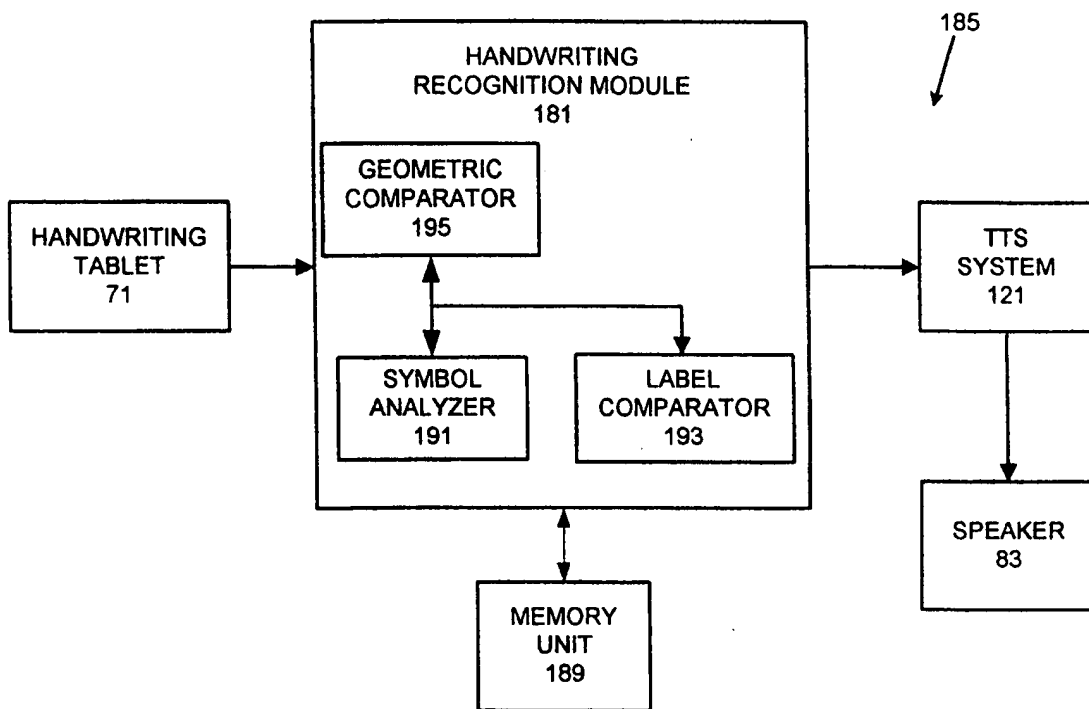 185
HANDWRITING
RECOGNITION MODULE
181
GEOMETRIC
COMPARATOR
195
HANDWRITING
TABLET
71
TTS
SYSTEM
121
SYMBOL
ANALYZER
191
LABEL
COMPARATOR
193
SPEAKER
83
MEMORY
UNIT
189